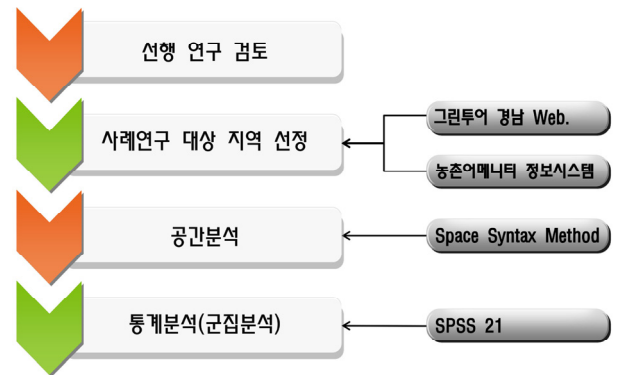 선행 연구 검토
사례연구 대상 지역 선정
그린투어 경남 Web.
농촌어메니티 정보시스템
공간분석
Space Syntax Method
통계분석(군집분석)
SPSS 21